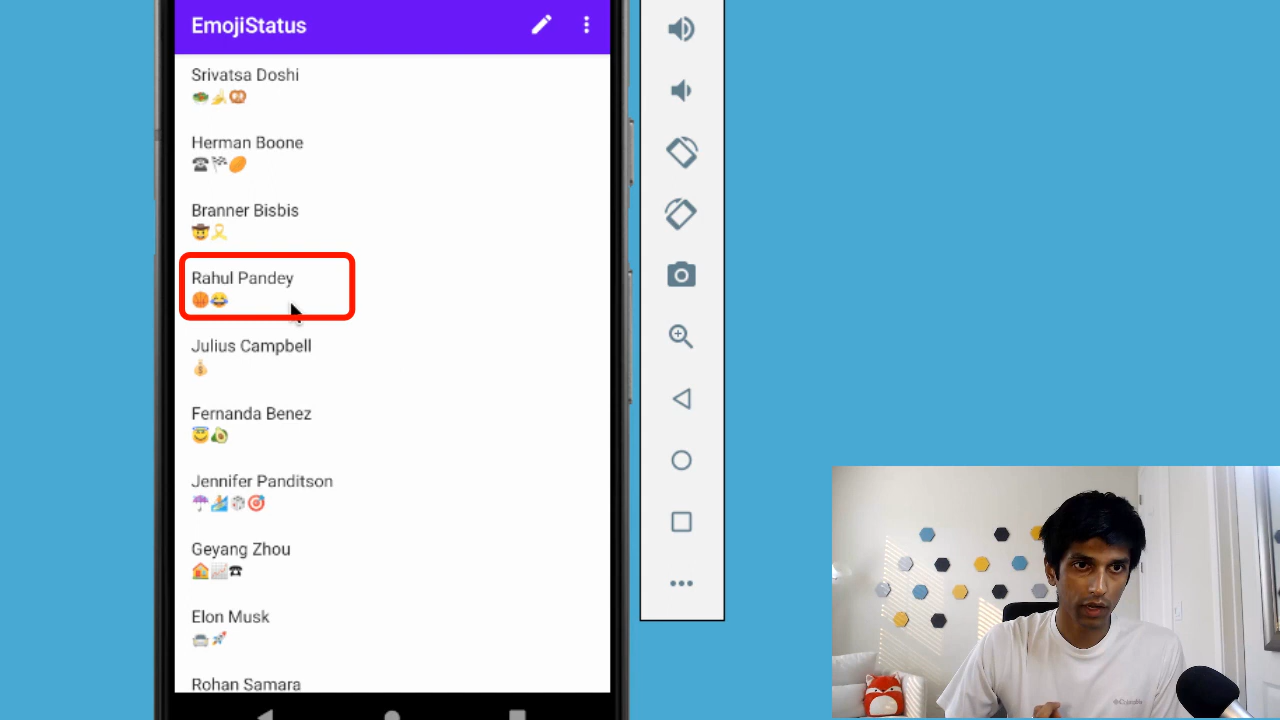 EmojiStatus
Srivatsa Doshi
🥗🍌🥨
Herman Boone
☎🏁🏉
Branner Bisbis
🤠🎗
Rahul Pandey
🏀😂
Julius Campbell
💰
Fernanda Benez
😇🥑
Jennifer Panditson
☂🏄🎲🎯
Geyang Zhou
🏠📈☎
Elon Musk
🚘🚀
Rohan Samara